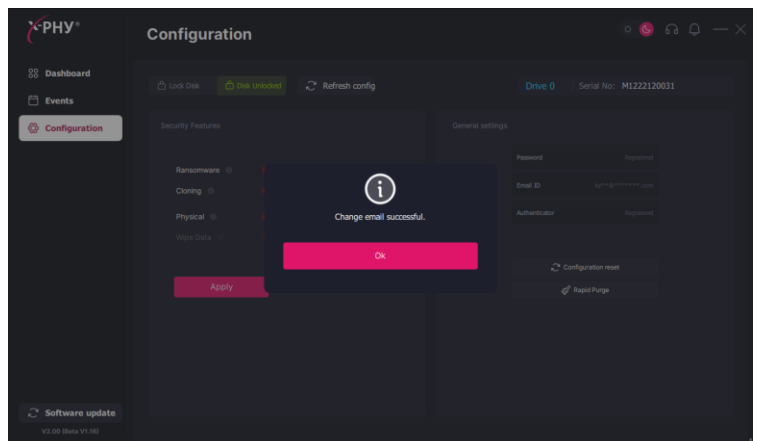 X-PHY®
Configuration
Dashboard
Events
Configuration
Lock Disk
Disk Unlocked
Refresh config
Drive 0
Serial No: M1222120031
Security Features
Ransomware
Cloning
Physical
Wipe Data
Apply
General settings
Password Registered
Email ID
Authenticator Registered
Configuration reset
Rapid Purge
Change email successful.
Ok
Software update
V3.00 (Beta V1.16)